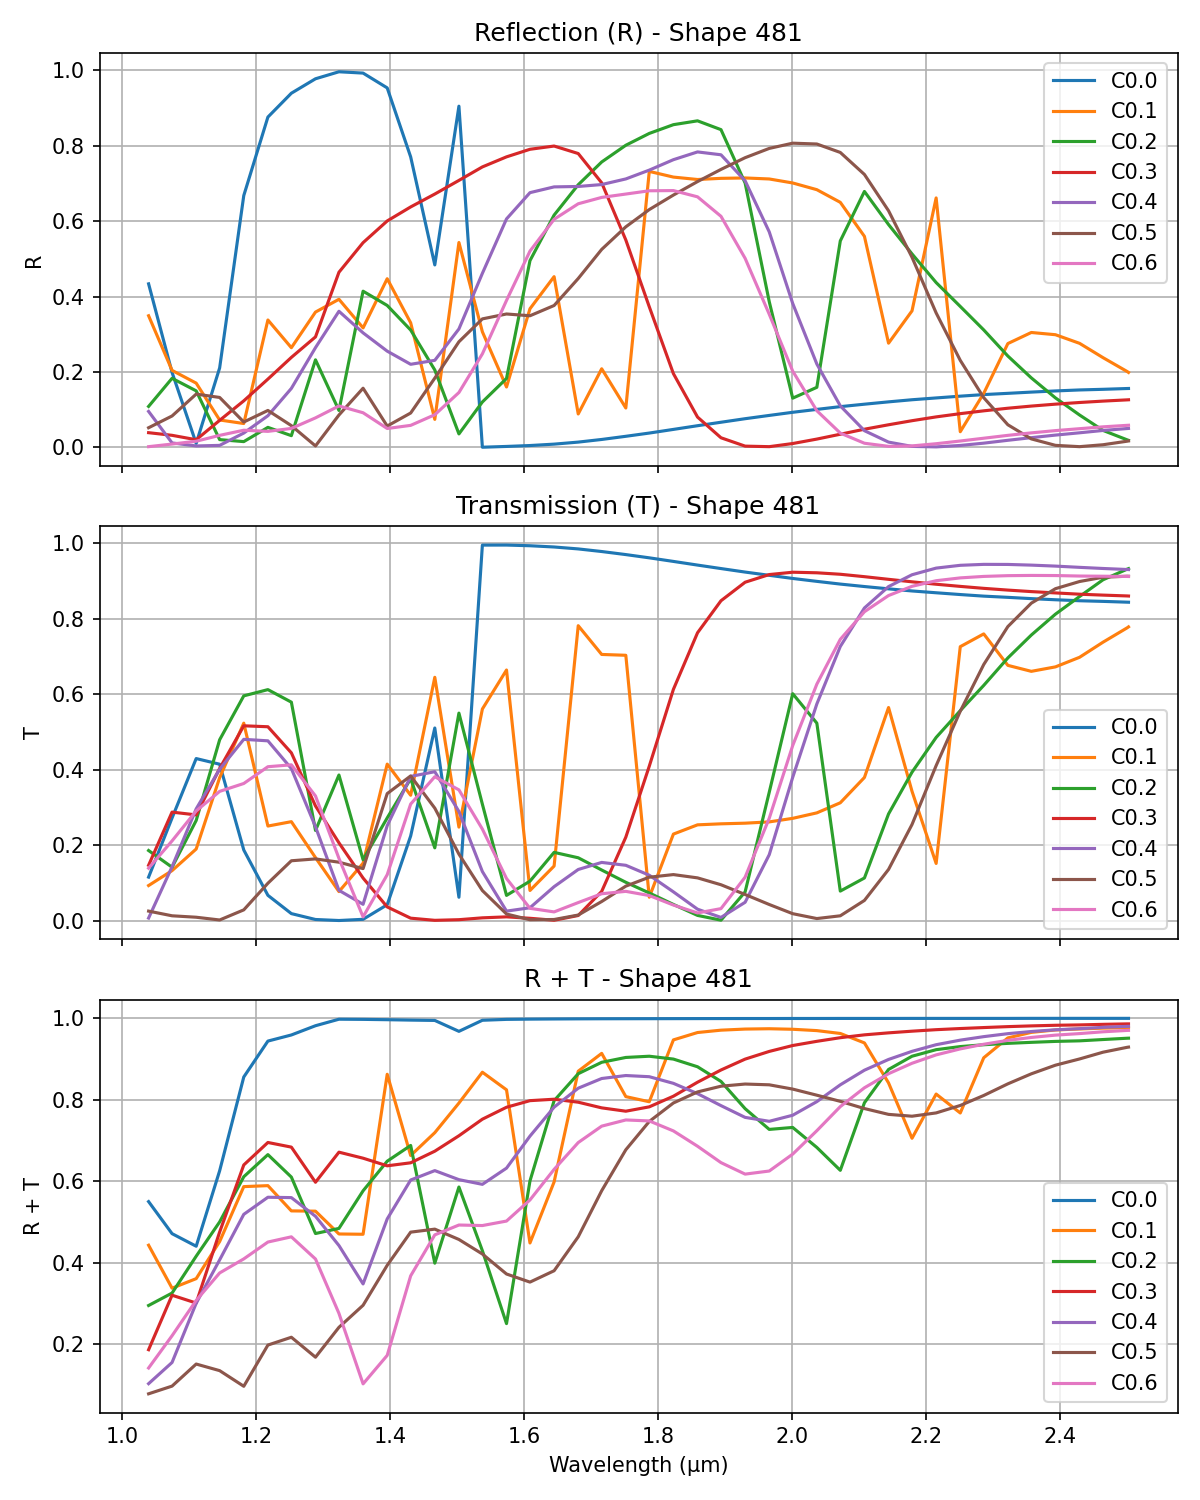 Reflection (R) - Shape 481
1.0
0.8
0.6
0.4
0.2
0.0
R
C0.0
C0.1
C0.2
C0.3
C0.4
C0.5
C0.6
Transmission (T) - Shape 481
1.0
0.8
0.6
0.4
0.2
0.0
T
C0.0
C0.1
C0.2
C0.3
C0.4
C0.5
C0.6
R + T - Shape 481
1.0
0.8
0.6
0.4
0.2
R + T
C0.0
C0.1
C0.2
C0.3
C0.4
C0.5
C0.6
1.0 1.2 1.4 1.6 1.8 2.0 2.2 2.4
Wavelength (μm)